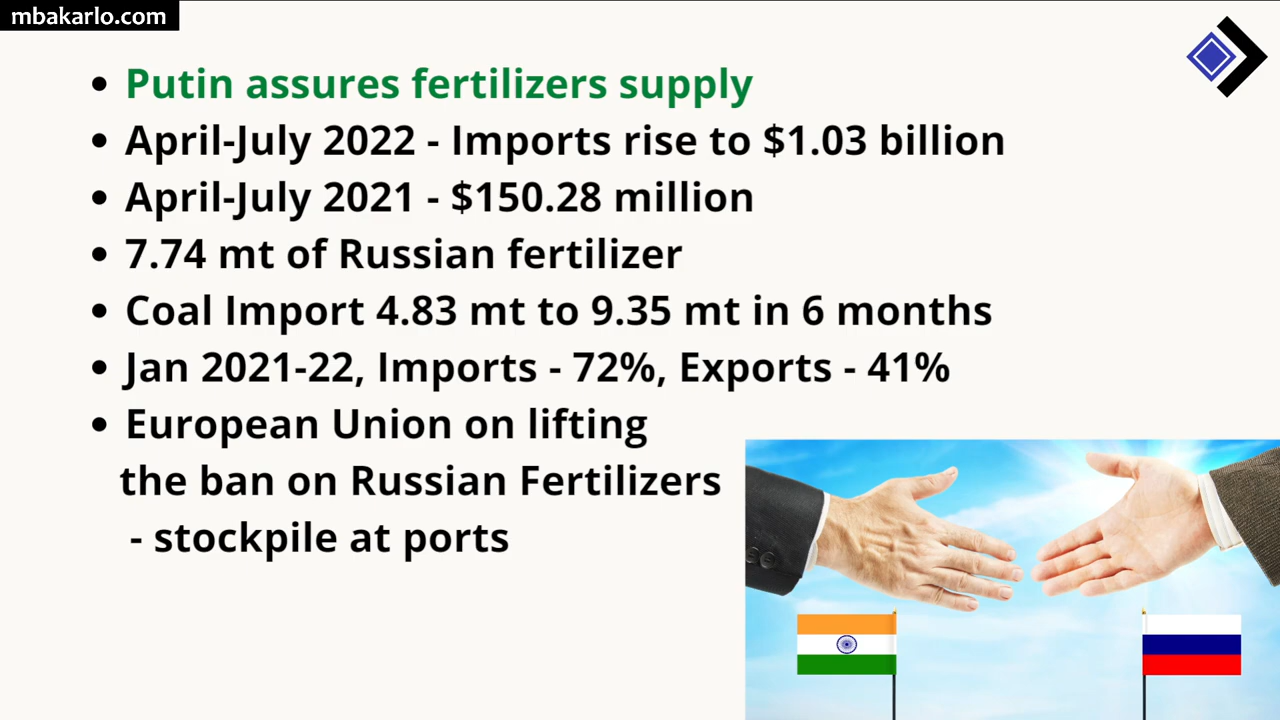 mbakarlo.com
• Putin assures fertilizers supply
• April-July 2022 - Imports rise to $1.03 billion
• April-July 2021 - $150.28 million
• 7.74 mt of Russian fertilizer
• Coal Import 4.83 mt to 9.35 mt in 6 months
• Jan 2021-22, Imports - 72%, Exports - 41%
• European Union on lifting
the ban on Russian Fertilizers
- stockpile at ports